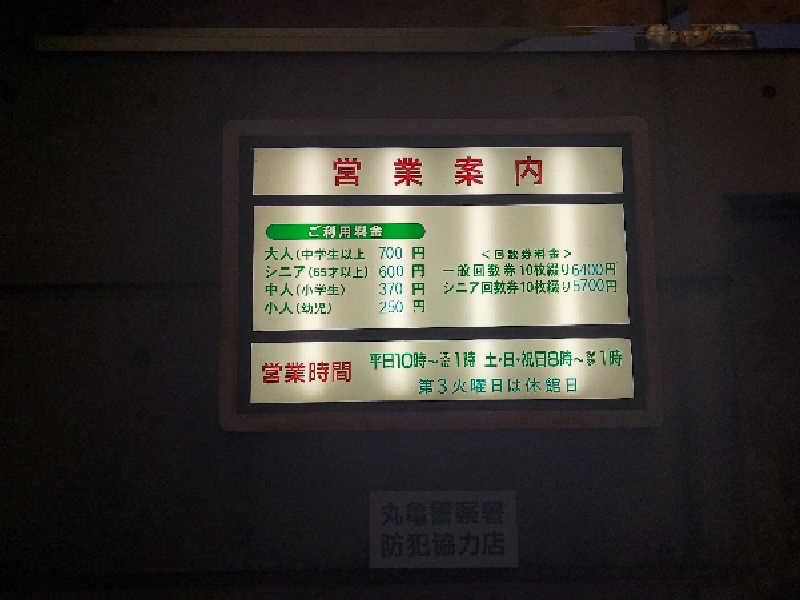 営業案内
ご利用料金
大人(中学生以上 700 円
シニア(65才以上) 600 円
中人(小学生) 370 円
小人(幼児) 250 円
<回数券料金>
一般回数券10枚綴り6400円
シニア回数券10枚綴り5700円
営業時間
平日10時〜深夜1時 土・日・祝日8時〜深夜1時
第3火曜日は休館日
丸亀警察署
防犯協力店